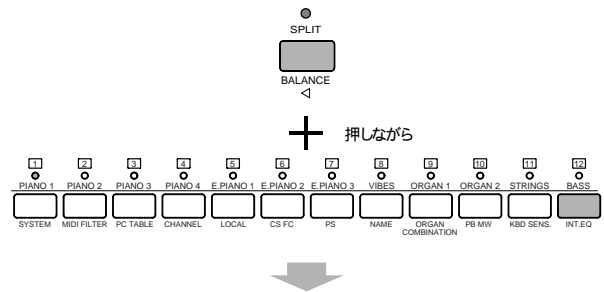 SPLIT
BALANCE
押しながら
1 2 3 4 5 6 7 8 9 10 11 12
PIANO 1 PIANO 2 PIANO 3 PIANO 4 E.PIANO 1 E.PIANO 2 E.PIANO 3 VIBES ORGAN 1 ORGAN 2 STRINGS BASS
SYSTEM MIDI FILTER PC TABLE CHANNEL LOCAL CS FC PS NAME ORGAN PB MW KBD SENS. INT.EQ
COMBINATION